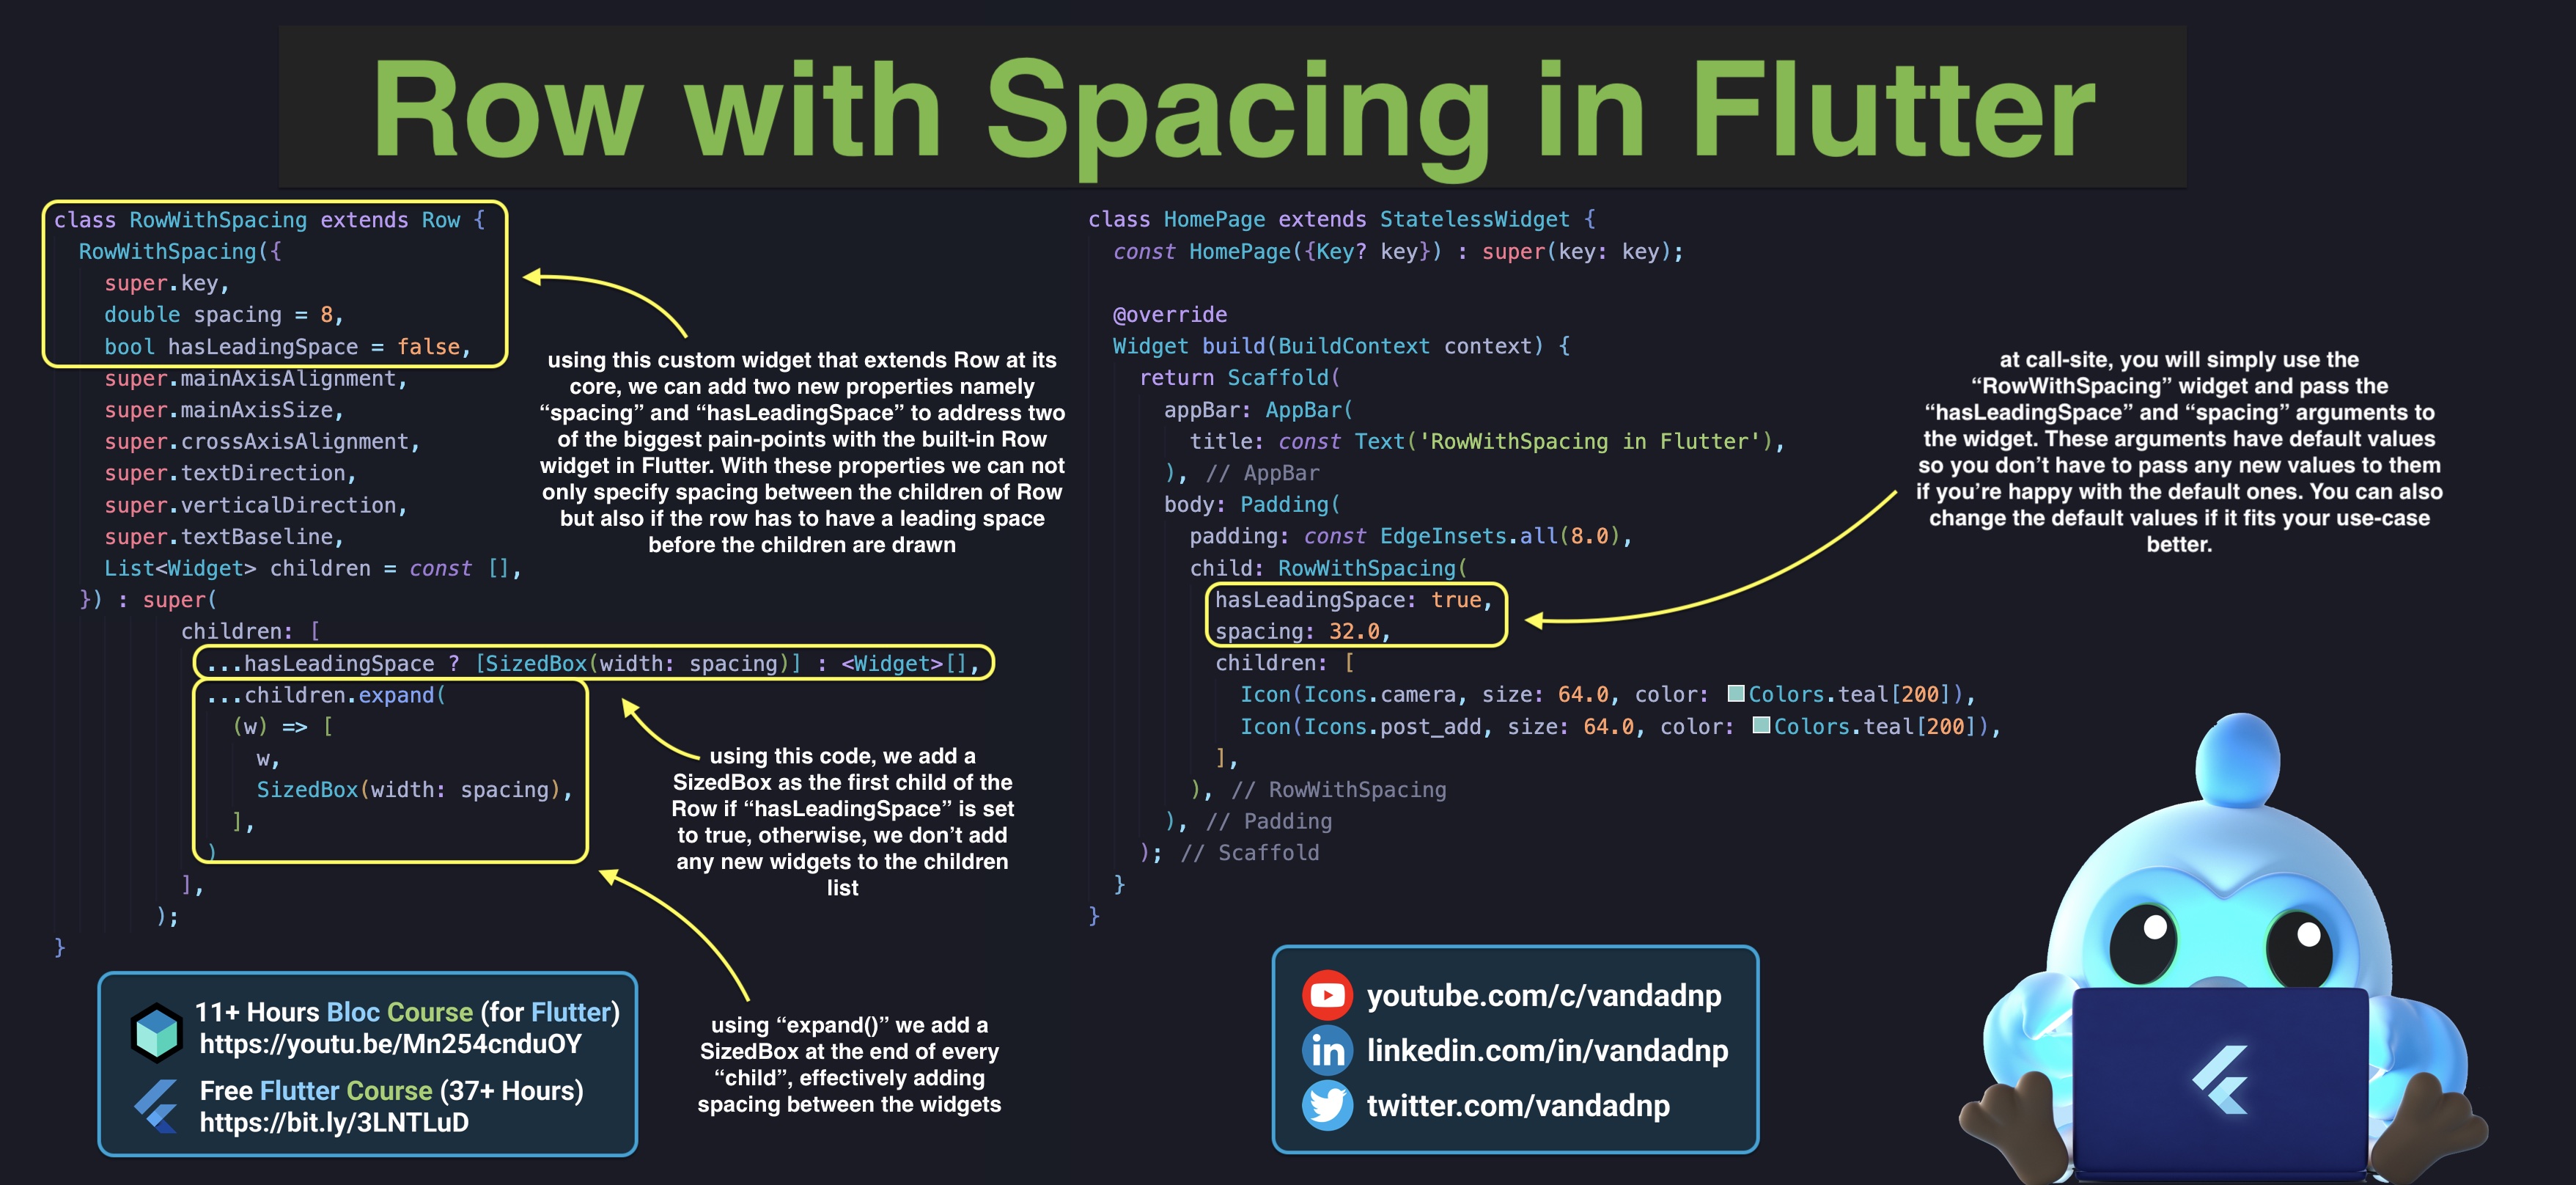 Row with Spacing in Flutter
class RowWithSpacing extends Row {
RowWithSpacing({
super.key,
double spacing = 8,
bool hasLeadingSpace = false,
super.mainAxisAlignment,
super.mainAxisSize,
super.crossAxisAlignment,
super.textDirection,
super.verticalDirection,
super.textBaseline,
List<Widget> children = const [],
}) : super(
children: [
...hasLeadingSpace ? [SizedBox(width: spacing)] : <Widget>[],
...children.expand(
(w) => [
w,
SizedBox(width: spacing),
],
)
],
);
}
using this custom widget that extends Row at its
core, we can add two new properties namely
“spacing” and “hasLeadingSpace” to address two
of the biggest pain-points with the built-in Row
widget in Flutter. With these properties we can not
only specify spacing between the children of Row
but also if the row has to have a leading space
before the children are drawn
using this code, we add a
SizedBox as the first child of the
Row if “hasLeadingSpace” is set
to true, otherwise, we don’t add
any new widgets to the children
list
using “expand()” we add a
SizedBox at the end of every
“child”, effectively adding
spacing between the widgets
class HomePage extends StatelessWidget {
const HomePage({Key? key}) : super(key: key);
@override
Widget build(BuildContext context) {
return Scaffold(
appBar: AppBar(
title: const Text('RowWithSpacing in Flutter'),
), // AppBar
body: Padding(
padding: const EdgeInsets.all(8.0),
child: RowWithSpacing(
hasLeadingSpace: true,
spacing: 32.0,
children: [
Icon(Icons.camera, size: 64.0, color: Colors.teal[200]),
Icon(Icons.post_add, size: 64.0, color: Colors.teal[200]),
],
), // RowWithSpacing
), // Padding
); // Scaffold
}
}
at call-site, you will simply use the
“RowWithSpacing” widget and pass the
“hasLeadingSpace” and “spacing” arguments to
the widget. These arguments have default values
so you don’t have to pass any new values to them
if you’re happy with the default ones. You can also
change the default values if it fits your use-case
better.
11+ Hours Bloc Course (for Flutter)
https://youtu.be/Mn254cnduOY
Free Flutter Course (37+ Hours)
https://bit.ly/3LNTLuD
youtube.com/c/vandadnp
in linkedin.com/in/vandadnp
twitter.com/vandadnp